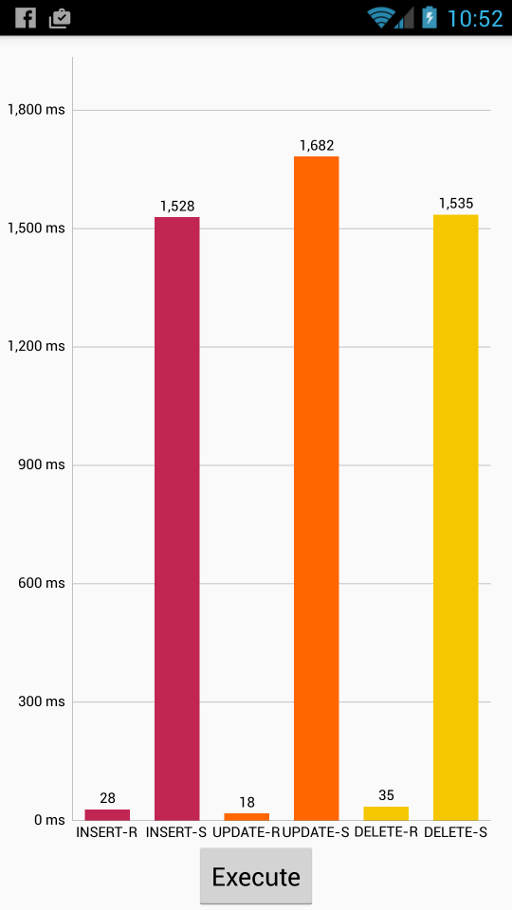 10:52
1,800 ms
1,682
1,528
1,535
1,500 ms
1,200 ms
900 ms
600 ms
300 ms
28
18
35
0 ms
INSERT-R INSERT-S UPDATE-R UPDATE-S DELETE-R DELETE-S
Execute